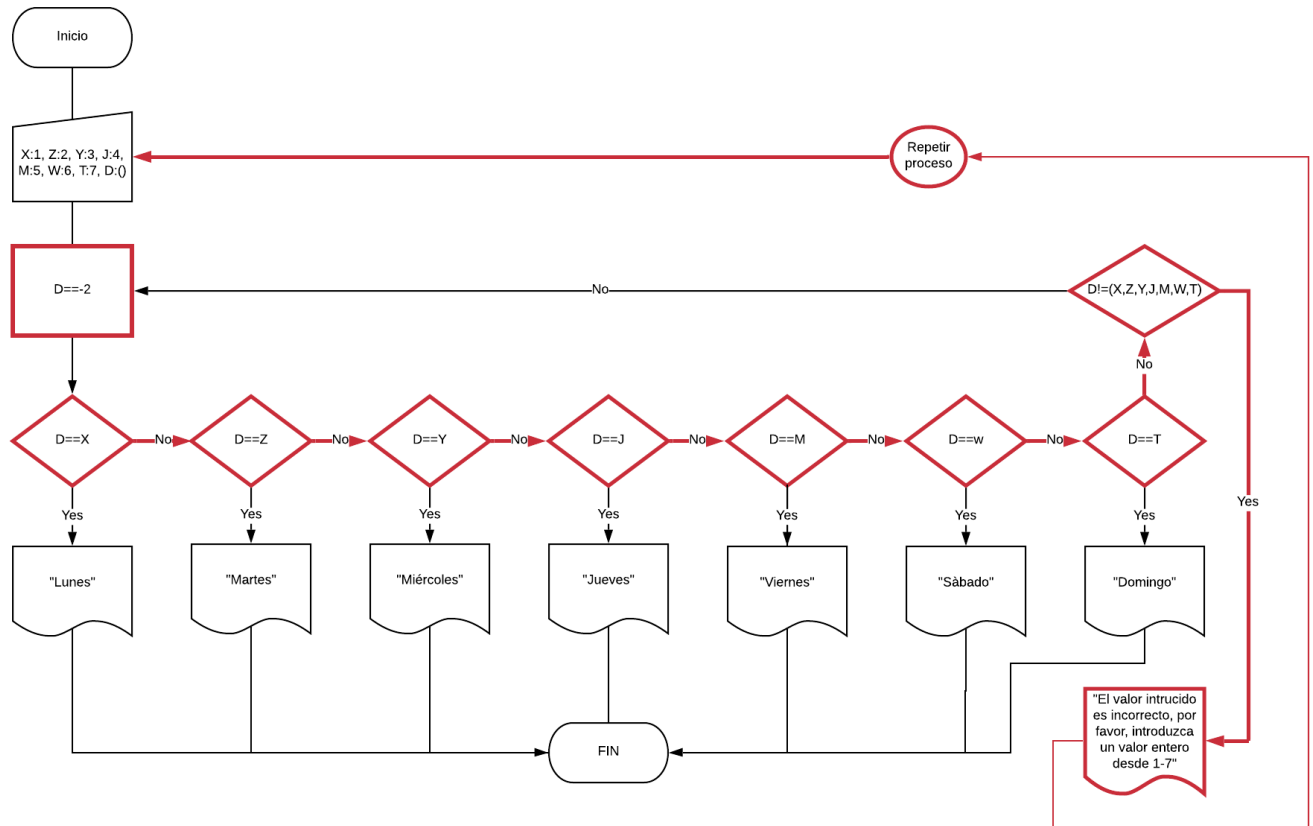 Inicio
X:1, Z:2, Y:3, J:4,
M:5, W:6, T:7, D:()
Repetir
proceso
D==-2
No
D!=(X,Z,Y,J,M,W,T)
No
D==X
No
D==Z
No
D==Y
No
D==J
No
D==M
No
D==w
No
D==T
Yes
Yes
Yes
Yes
Yes
Yes
Yes
Yes
"Lunes"
"Martes"
"Miércoles"
"Jueves"
"Viernes"
"Sàbado"
"Domingo"
"El valor intrucido
es incorrecto, por
favor, introduzca
un valor entero
desde 1-7"
FIN